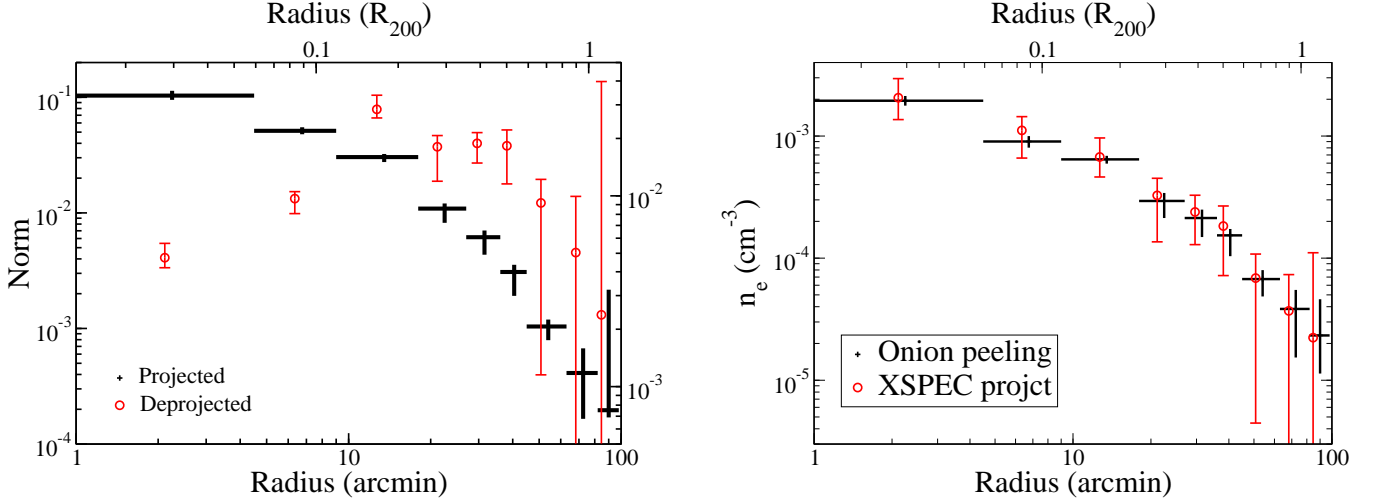 Radius (R200)
0.1 1
10^-1
10^-2
10^-3
10^-4
Norm
10^-2
10^-3
Projected
Deprojected
1 10 100
Radius (arcmin)
Radius (R200)
0.1 1
10^-3
10^-4
10^-5
n_e (cm^-3)
Onion peeling
XSPEC projct
1 10 100
Radius (arcmin)